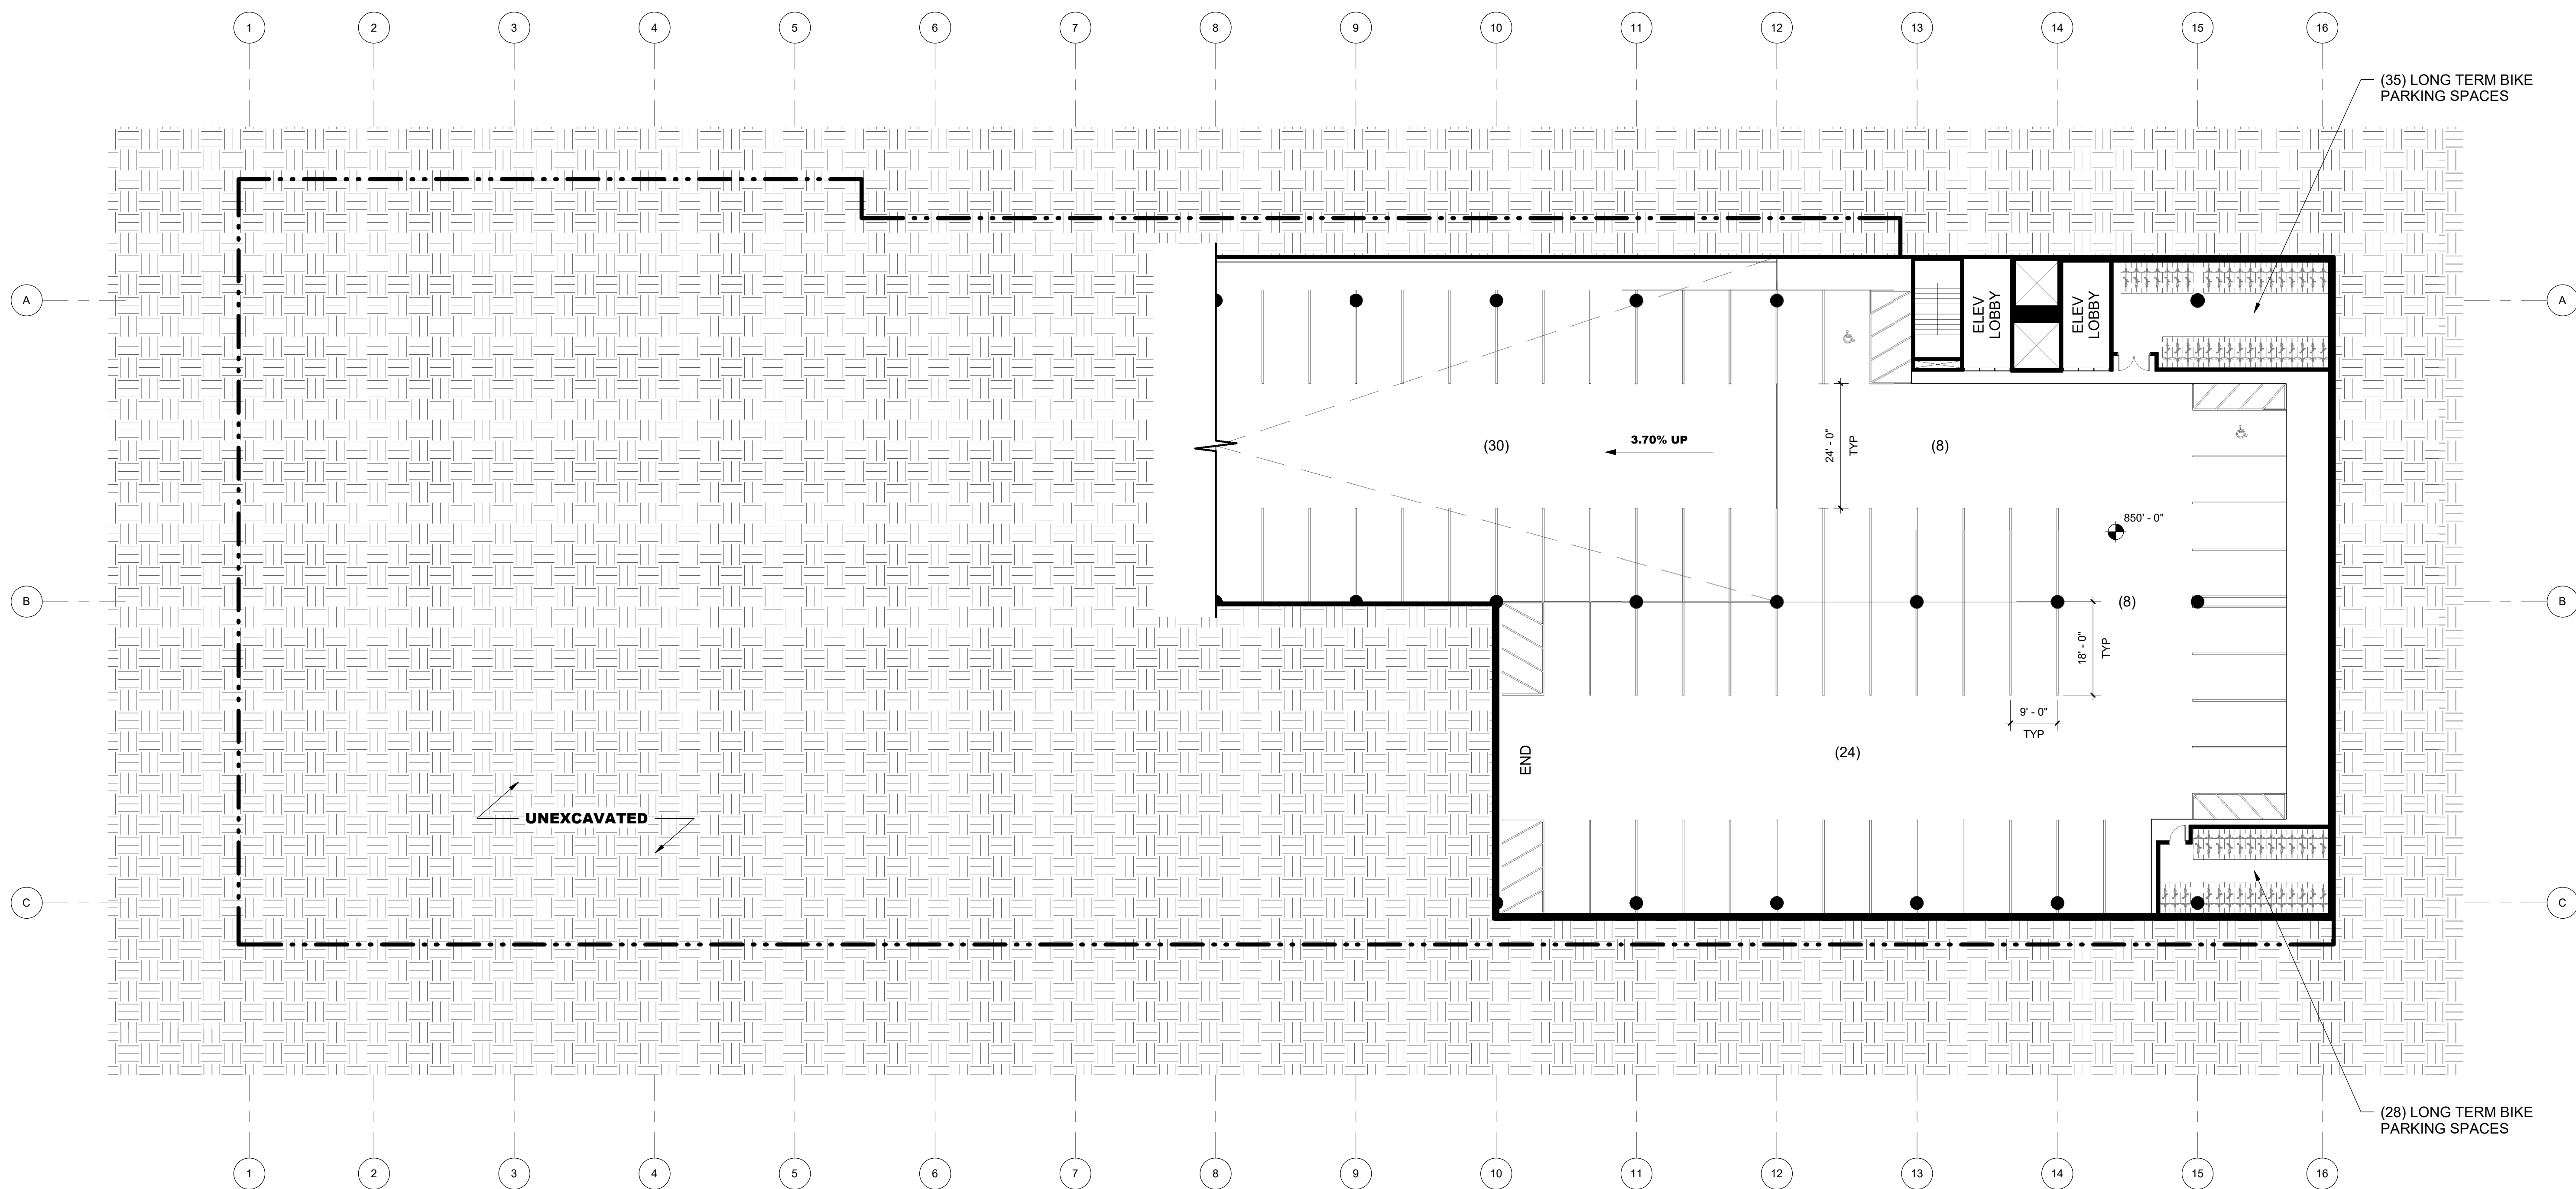 1 2 3 4 5 6 7 8 9 10 11 12 13 14 15 16
(35) LONG TERM BIKE
PARKING SPACES
A
ELEV
LOBBY
ELEV
LOBBY
A
(30)
3.70% UP
24' - 0"
TYP
(8)
850' - 0"
B
(8)
B
18' - 0"
TYP
9' - 0"
TYP
END
(24)
UNEXCAVATED
C
C
(28) LONG TERM BIKE
PARKING SPACES
1 2 3 4 5 6 7 8 9 10 11 12 13 14 15 16